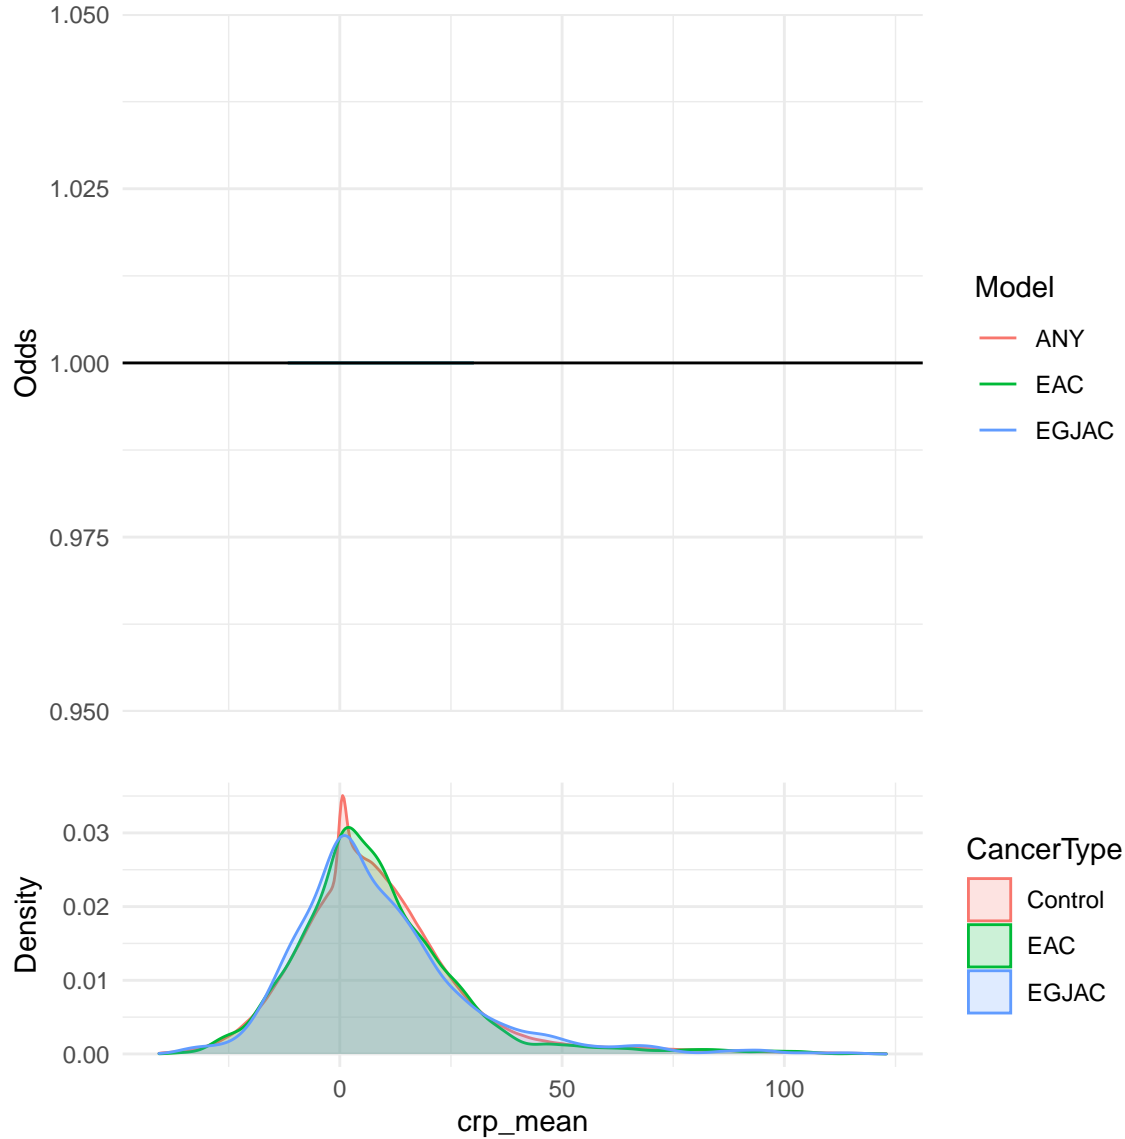 1.050
1.025
1.000
0.975
0.950
Odds
Model
ANY
EAC
EGJAC
0.03
0.02
0.01
0.00
Density
0
50
100
crp_mean
CancerType
Control
EAC
EGJAC